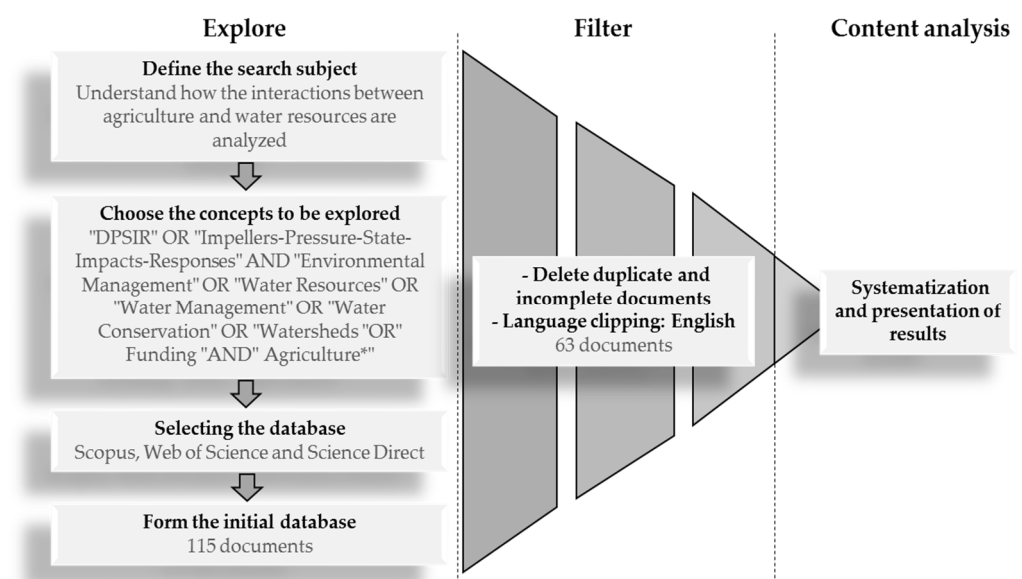 Explore
Define the search subject
Understand how the interactions between
agriculture and water resources are
analyzed
Choose the concepts to be explored
"DPSIR" OR "Impellers-Pressure-State-
Impacts-Responses" AND "Environmental
Management" OR "Water Resources" OR
"Water Management" OR "Water
Conservation" OR "Watersheds "OR"
Funding "AND" Agriculture*"
Selecting the database
Scopus, Web of Science and Science Direct
Form the initial database
115 documents
Filter
- Delete duplicate and
incomplete documents
- Language clipping: English
63 documents
Content analysis
Systematization
and presentation of
results